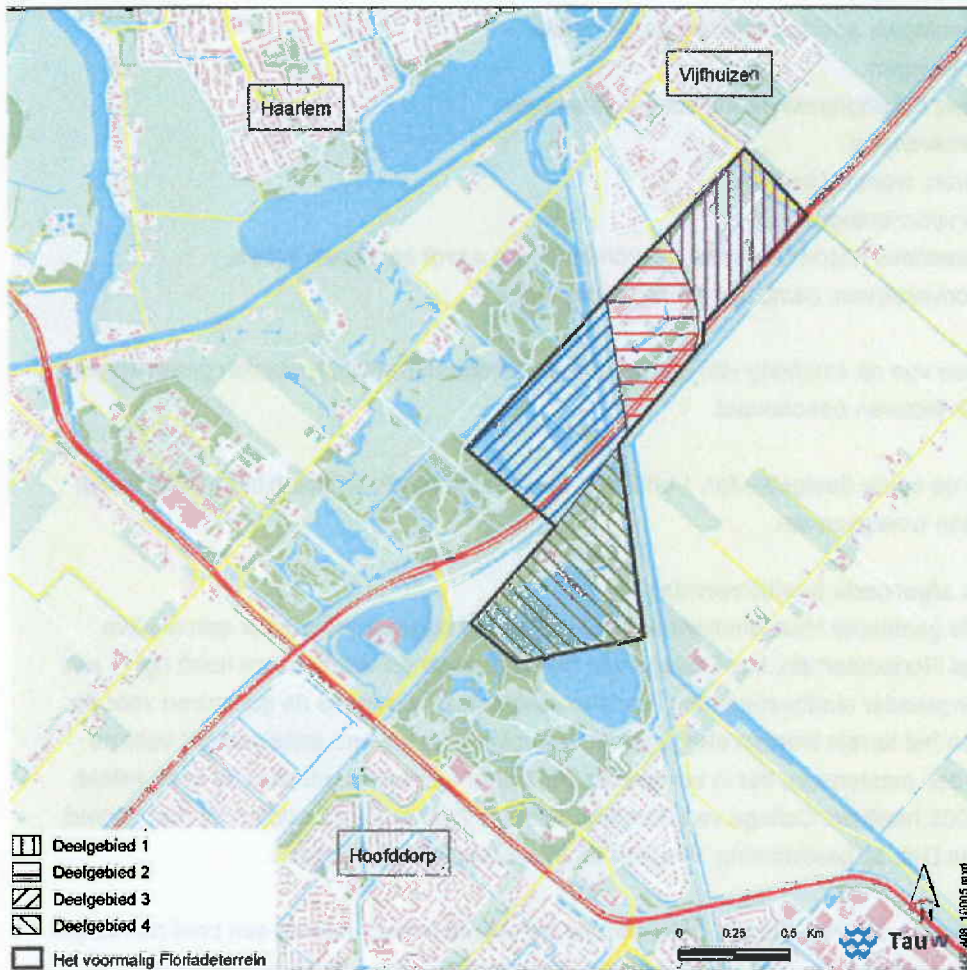 Haarlem
Vijfhuizen
Hoofddorp
Deelgebied 1
Deelgebied 2
Deelgebied 3
Deelgebied 4
Het voormalig Floriadeterrein
0 0.25 0.5 Km
N
Tauw